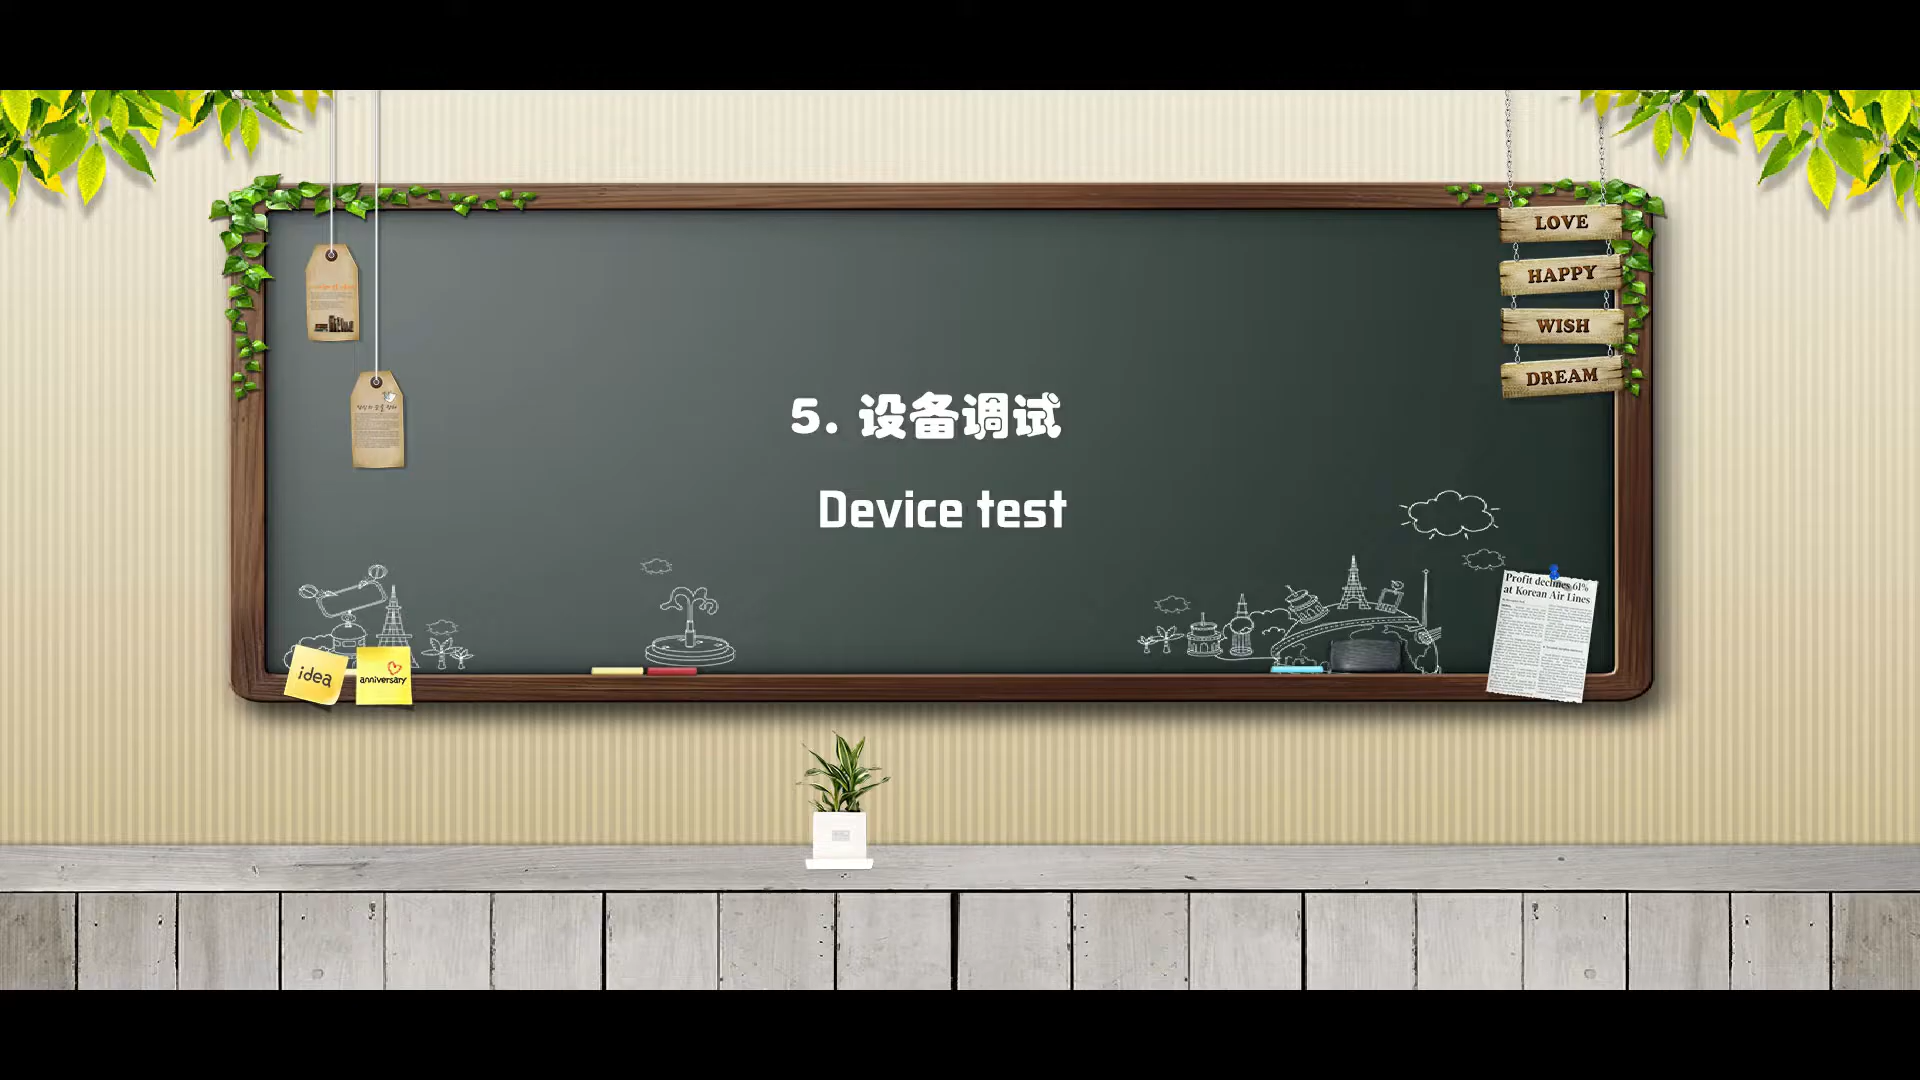 LOVE
HAPPY
WISH
DREAM
5. 设备调试
Device test
Profit declines 61%
at Korean Air Lines
idea
anniversary